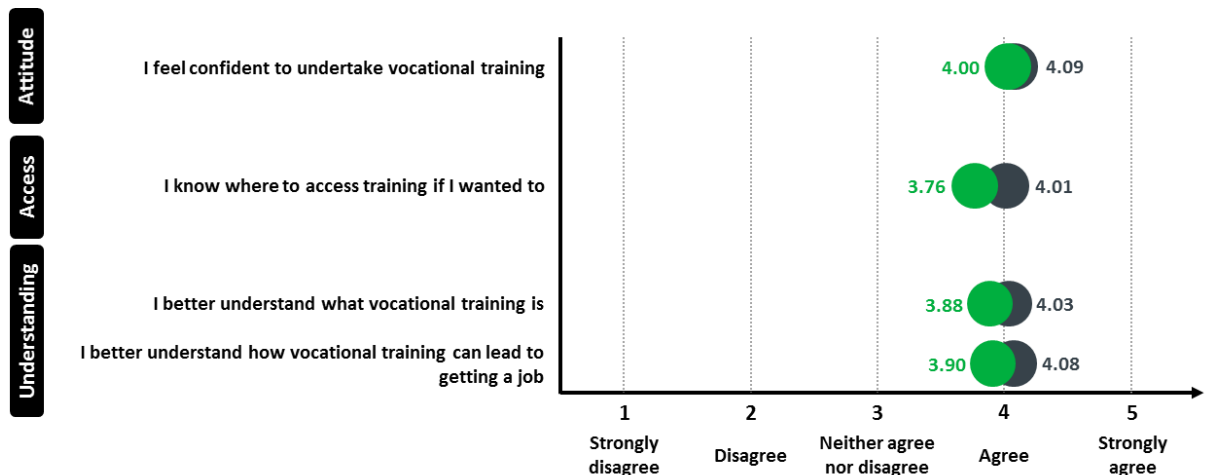 Attitude
I feel confident to undertake vocational training
4.00
4.09
Access
I know where to access training if I wanted to
3.76
4.01
Understanding
I better understand what vocational training is
3.88
4.03
I better understand how vocational training can lead to
getting a job
3.90
4.08
1 2 3 4 5
Strongly
disagree
Disagree
Neither agree
nor disagree
Agree
Strongly
agree